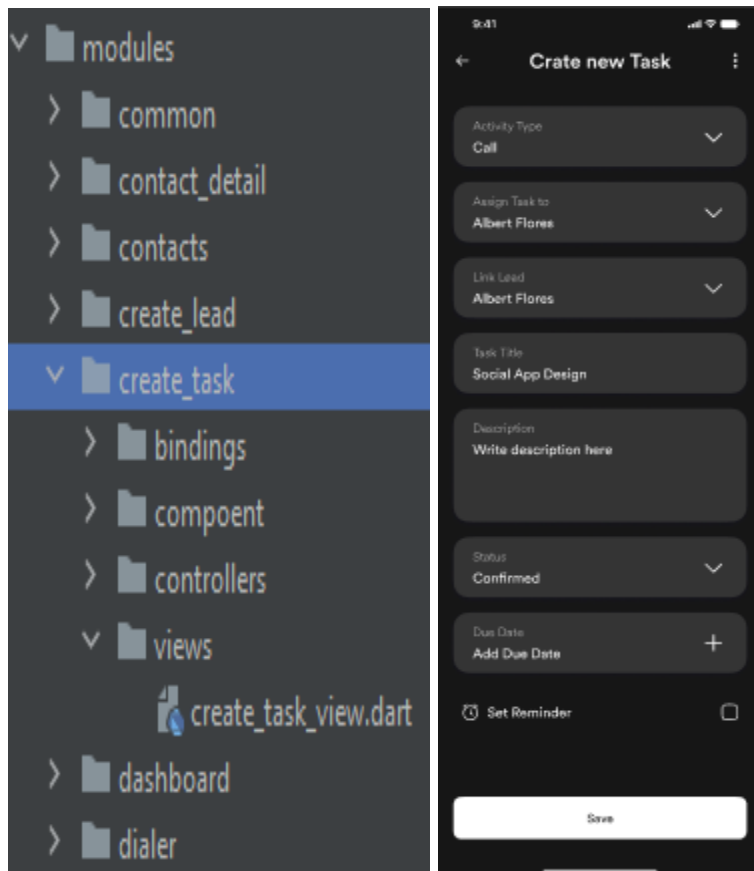 modules
common
contact_detail
contacts
create_lead
create_task
bindings
compoent
controllers
views
create_task_view.dart
dashboard
dialer
9:41
Crate new Task
Activity Type
Call
Assign Task to
Albert Flores
Link Lead
Albert Flores
Task Title
Social App Design
Description
Write description here
Status
Confirmed
Due Date
Add Due Date
Set Reminder
Save